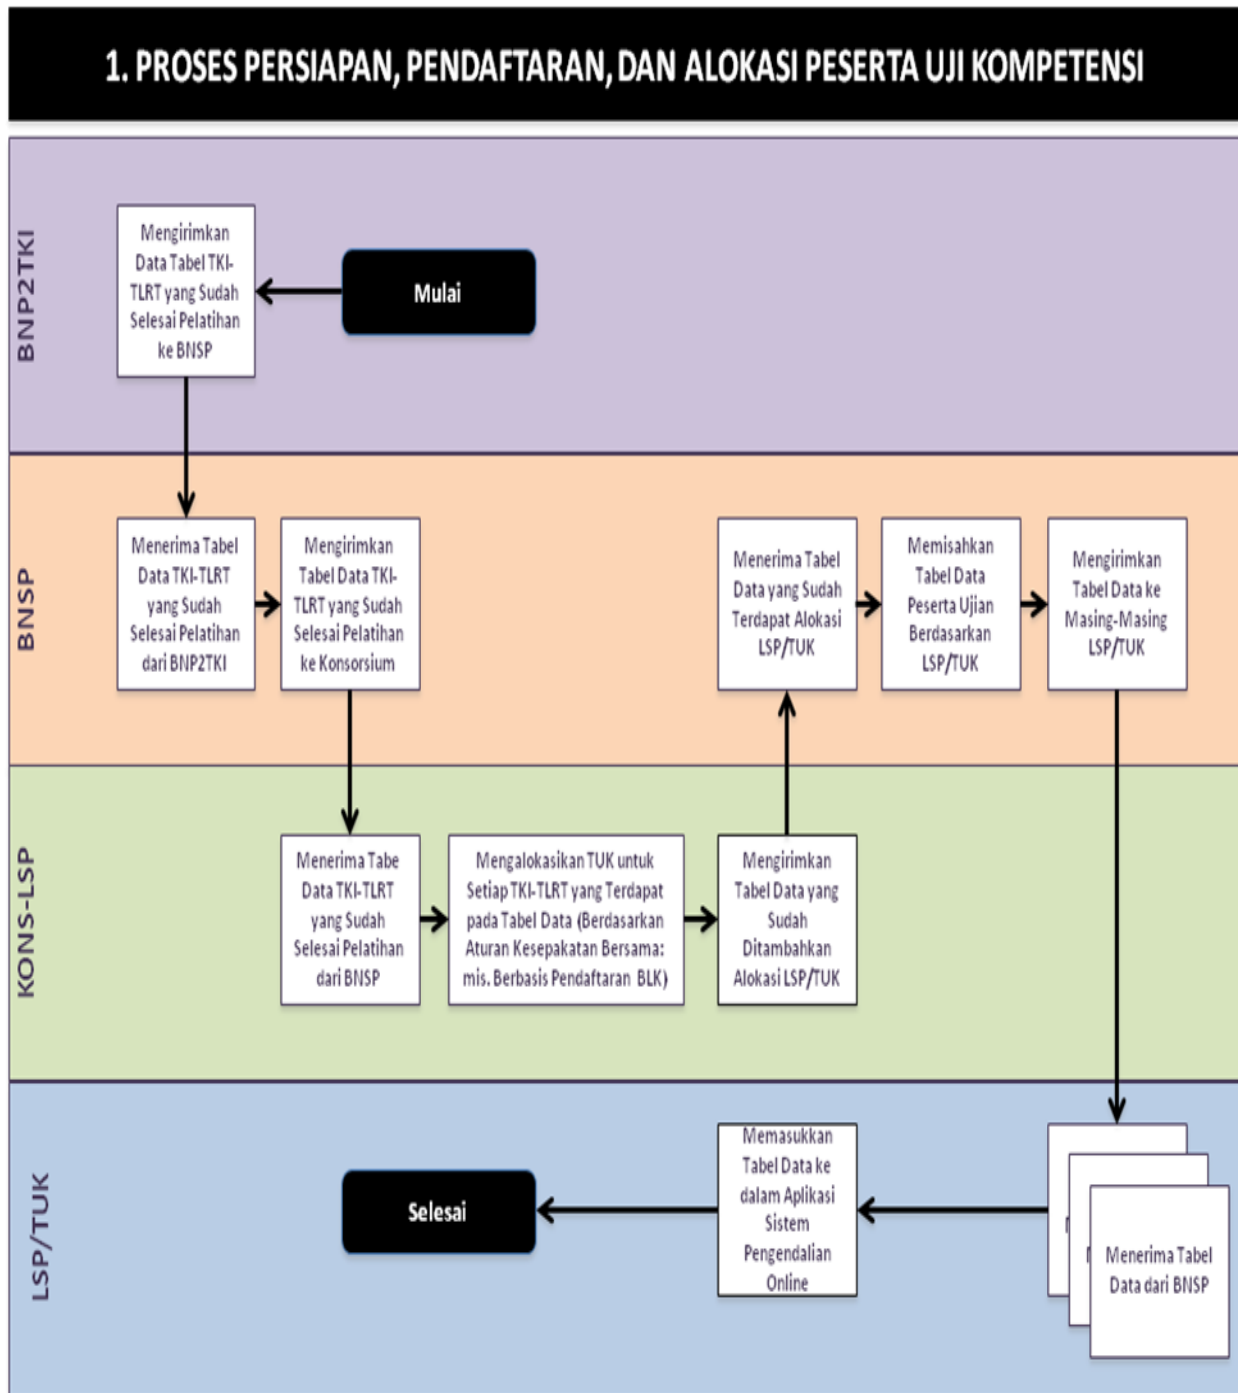 1. PROSES PERSIAPAN, PENDAFTARAN, DAN ALOKASI PESERTA UJI KOMPETENSI
BNP2TKI
Mengirimkan
Data Tabel TKI-
TLRT yang Sudah
Selesai Pelatihan
ke BNSP
Mulai
BNSP
Menerima Tabel
Data TKI-TLRT
yang Sudah
Selesai Pelatihan
dari BNP2TKI
Mengirimkan
Tabel Data TKI-
TLRT yang Sudah
Selesai Pelatihan
ke Konsorsium
Menerima Tabel
Data yang Sudah
Terdapat Alokasi
LSP/TUK
Memisahkan
Tabel Data
Peserta Ujian
Berdasarkan
LSP/TUK
Mengirimkan
Tabel Data ke
Masing-Masing
LSP/TUK
KONS-LSP
Menerima Tabe
Data TKI-TLRT
yang Sudah
Selesai Pelatihan
dari BNSP
Mengalokasikan TUK untuk
Setiap TKI-TLRT yang Terdapat
pada Tabel Data (Berdasarkan
Aturan Kesepakatan Bersama:
mis. Berbasis Pendaftaran BLK)
Mengirimkan
Tabel Data yang
Sudah
Ditambahkan
Alokasi LSP/TUK
LSP/TUK
Selesai
Memasukkan
Tabel Data ke
dalam Aplikasi
Sistem
Pengendalian
Online
Menerima Tabel
Data dari BNSP